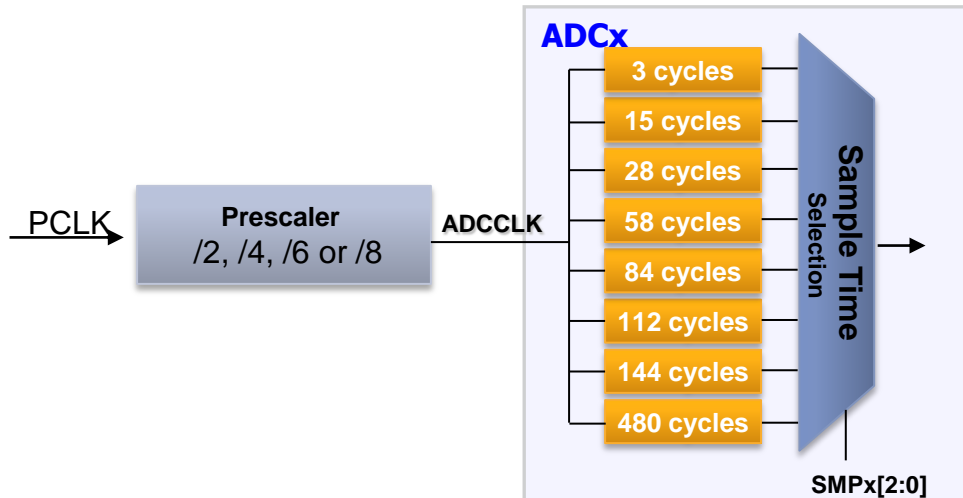 ADCx
3 cycles
15 cycles
28 cycles
58 cycles
84 cycles
112 cycles
144 cycles
480 cycles
PCLK
Prescaler
/2, /4, /6 or /8
ADCCLK
Sample Time
Selection
SMPx[2:0]